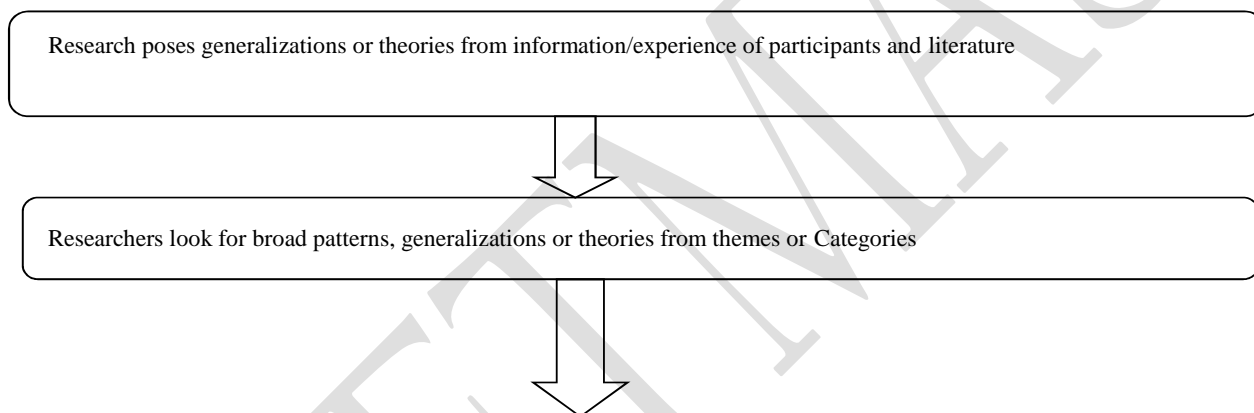 Research poses generalizations or theories from information/experience of participants and literature
Researchers look for broad patterns, generalizations or theories from themes or Categories